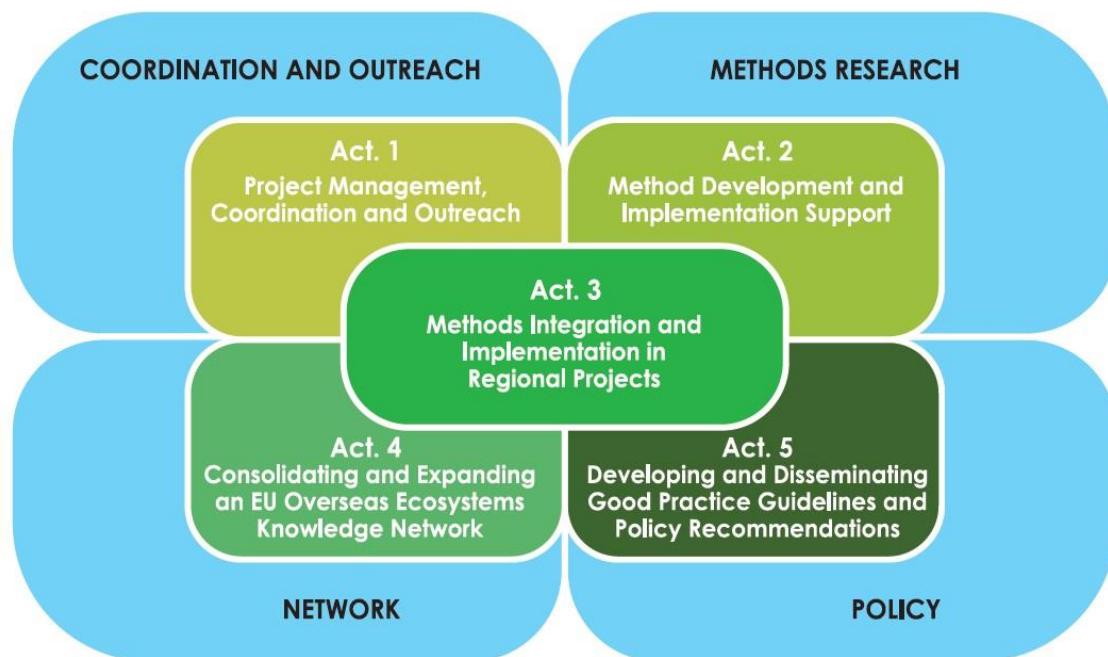 COORDINATION AND OUTREACH
METHODS RESEARCH
Act. 1
Project Management,
Coordination and Outreach
Act. 2
Method Development and
Implementation Support
Act. 3
Methods Integration and
Implementation in
Regional Projects
Act. 4
Consolidating and Expanding
an EU Overseas Ecosystems
Knowledge Network
Act. 5
Developing and Disseminating
Good Practice Guidelines and
Policy Recommendations
NETWORK
POLICY